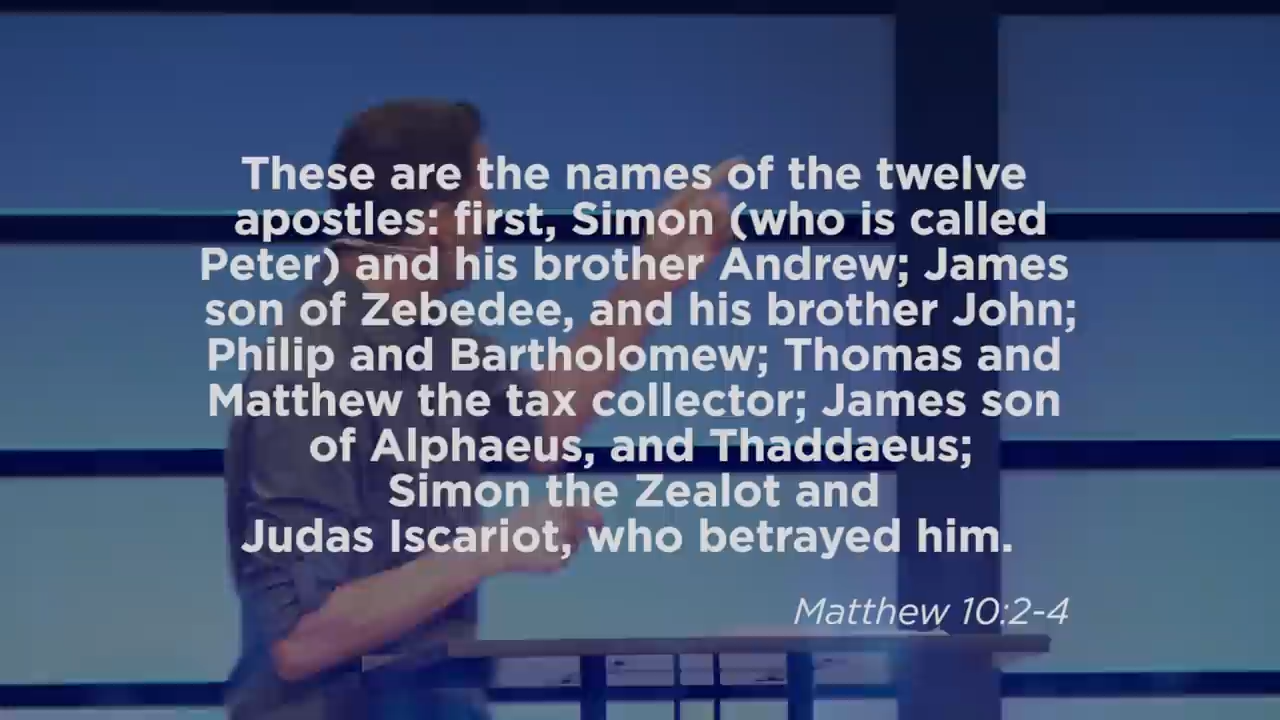 These are the names of the twelve
apostles: first, Simon (who is called
Peter) and his brother Andrew; James
son of Zebedee, and his brother John;
Philip and Bartholomew; Thomas and
Matthew the tax collector; James son
of Alphaeus, and Thaddaeus;
Simon the Zealot and
Judas Iscariot, who betrayed him.
Matthew 10:2-4